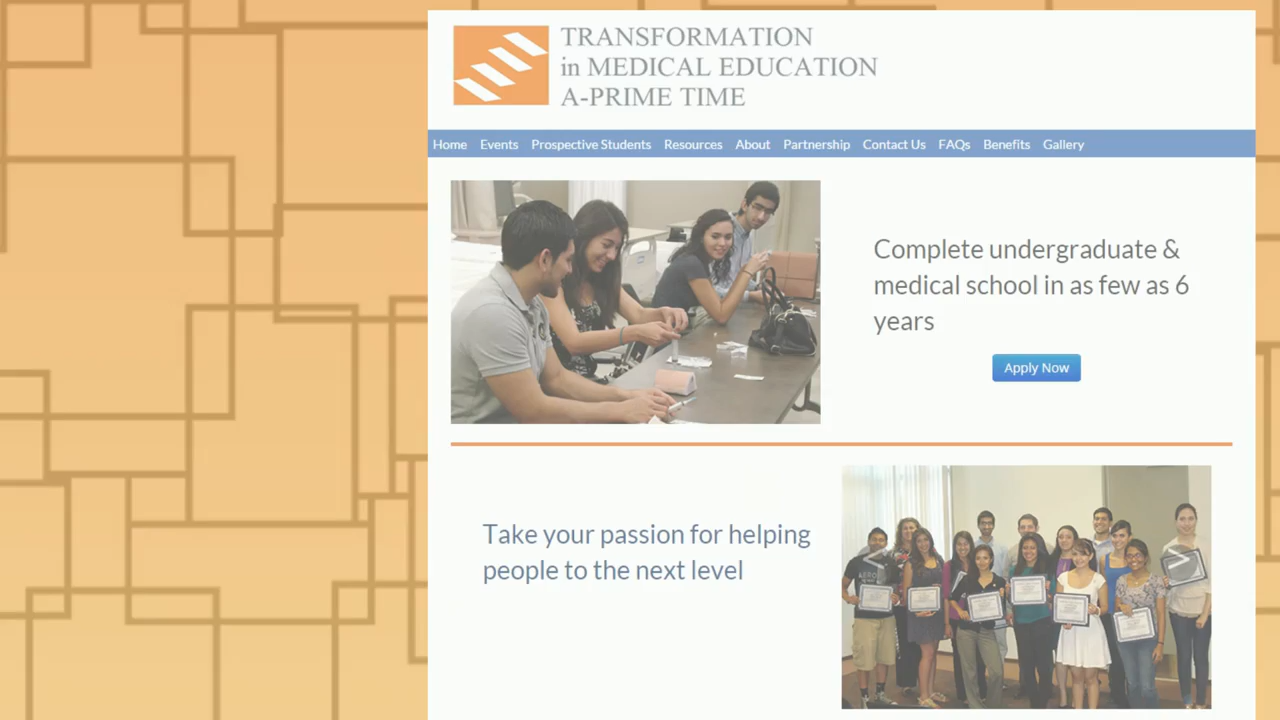 TRANSFORMATION
in MEDICAL EDUCATION
A-PRIME TIME
Home Events Prospective Students Resources About Partnership Contact Us FAQs Benefits Gallery
Complete undergraduate &
medical school in as few as 6
years
Apply Now
Take your passion for helping
people to the next level